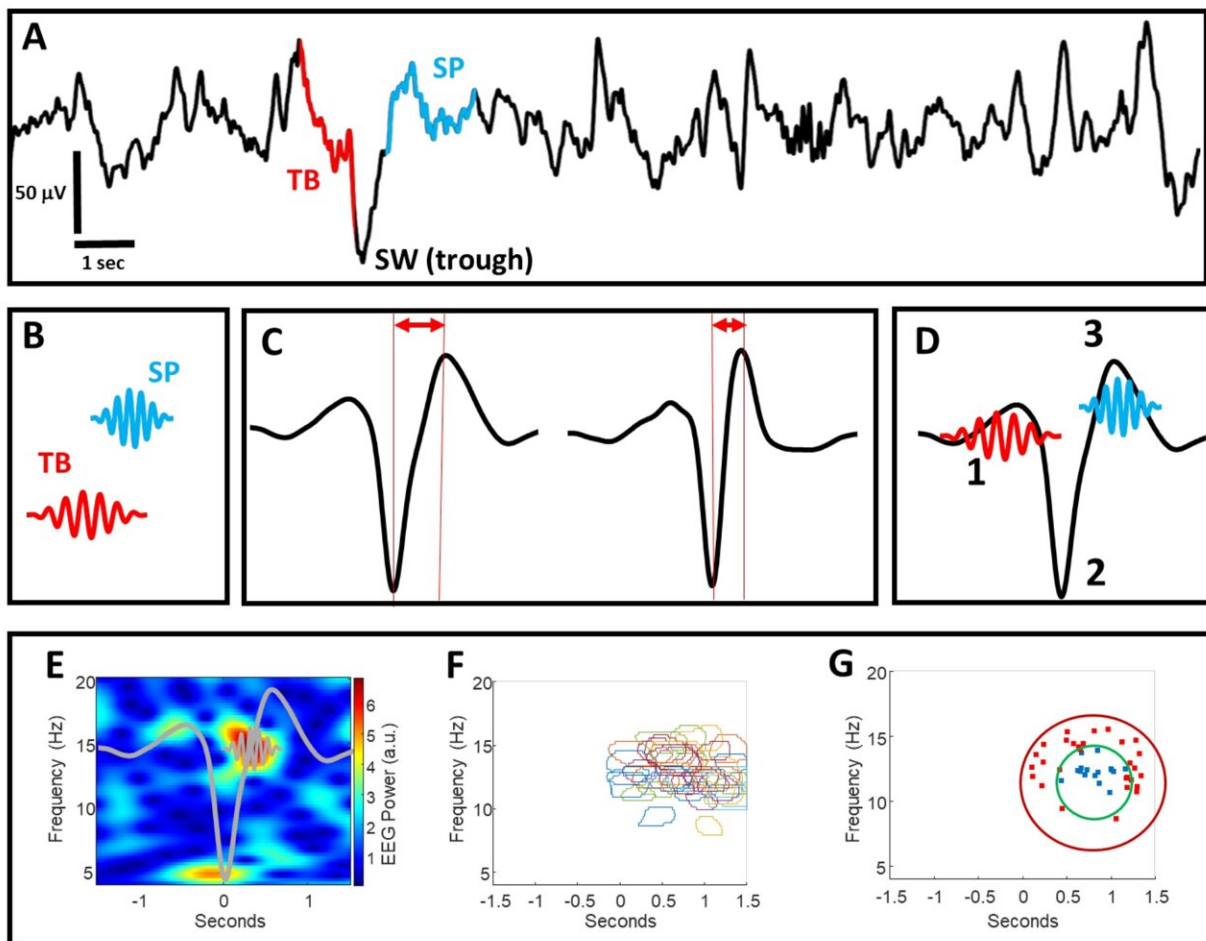 A
SP
TB
50 µV
1 sec
SW (trough)
B
SP
TB
C
D
3
1
2
E
20
15
10
5
Frequency (Hz)
-1 0 1
Seconds
6
5
4
3
2
1
EEG Power (a.u.)
F
20
15
10
5
Frequency (Hz)
-1.5 -1 -0.5 0 0.5 1 1.5
Seconds
G
20
15
10
5
Frequency (Hz)
-1.5 -1 -0.5 0 0.5 1 1.5
Seconds